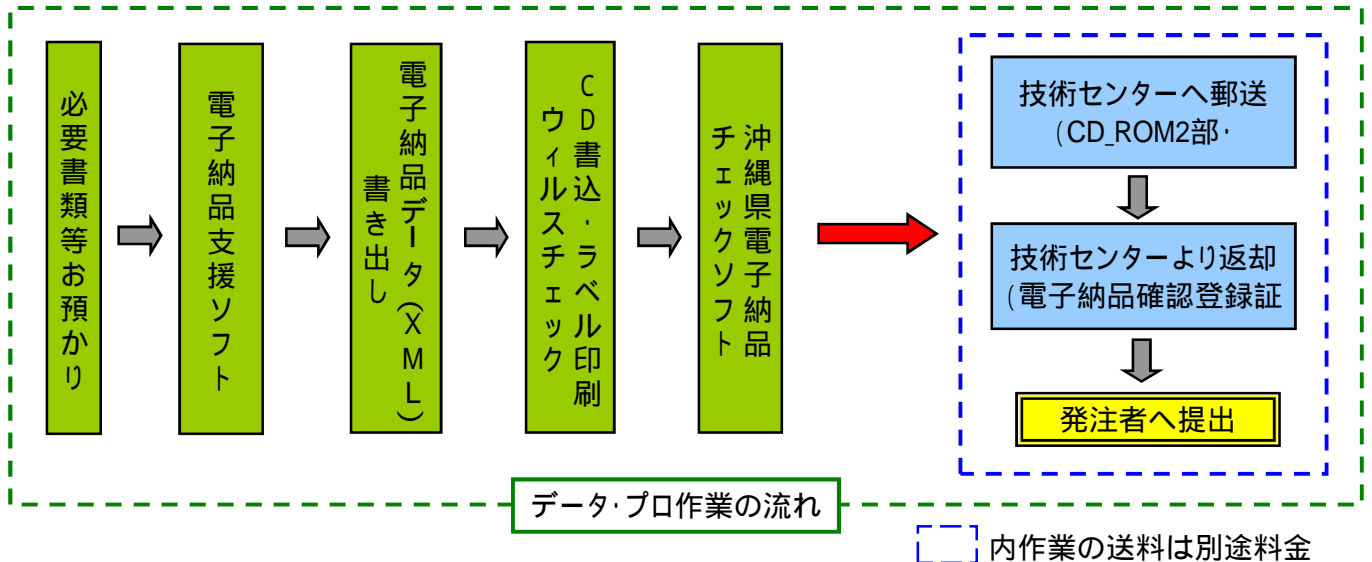 必要書類等お預かり
電子納品支援ソフト
電子納品データ(XML)
書き出し
CD書込・ラベル印刷
ウィルスチェック
沖縄県電子納品
チェックソフト
技術センターへ郵送
(CD_ROM2部・
技術センターより返却
(電子納品確認登録証
発注者へ提出
データ・プロ作業の流れ
内作業の送料は別途料金